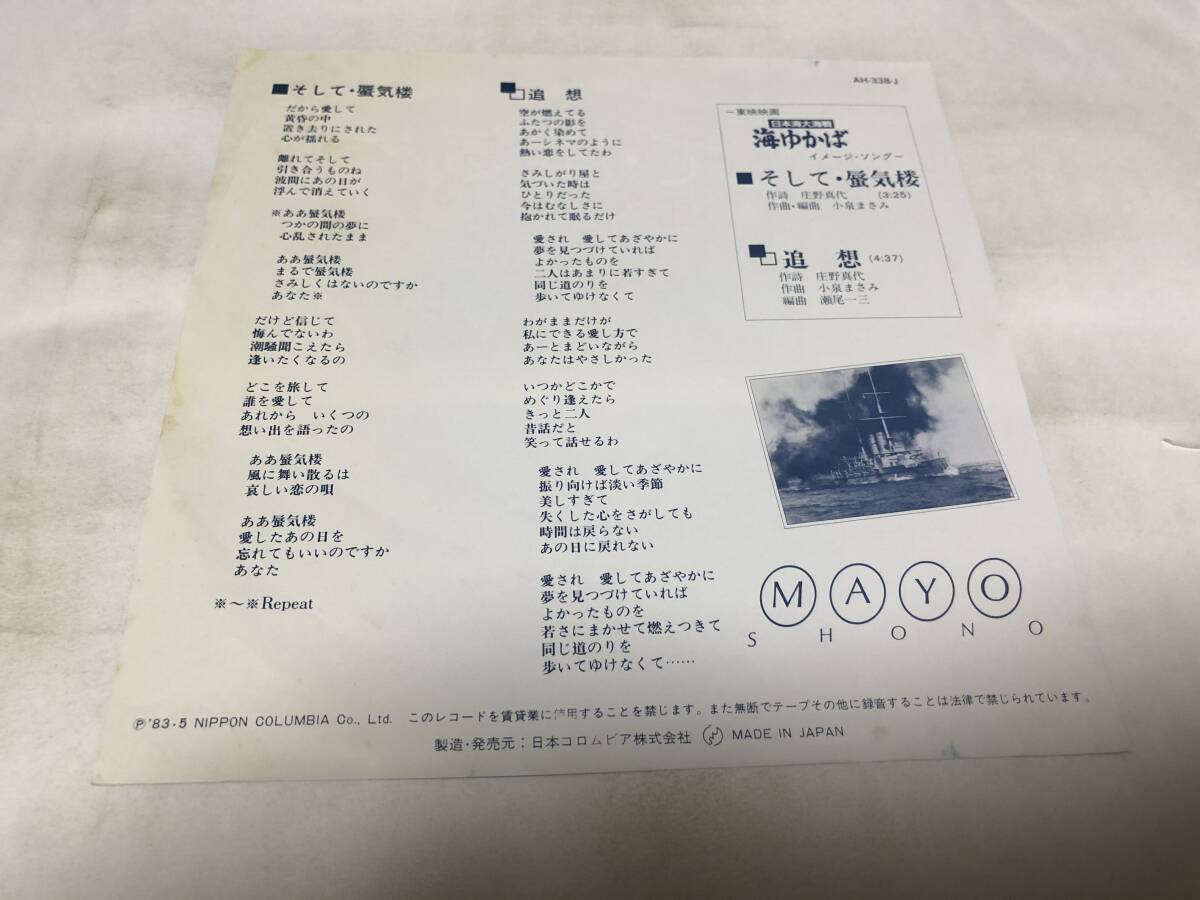 ■そして・蜃気楼
だから愛して
黄昏の中
置き去りにされた
心が揺れる
離れてそして
引き合うものね
波間にあの日が
浮んで消えていく
※ああ蜃気楼
つかの間の夢に
心乱されたまま
ああ蜃気楼
まるで蜃気楼
さみしくはないのですか
あなた※
だけど信じて
悔んでないわ
潮騒聞こえたら
逢いたくなるの
どこを旅して
誰を愛して
あれから いくつの
想い出を語ったの
ああ蜃気楼
風に舞い散るは
哀しい恋の唄
ああ蜃気楼
愛したあの日を
忘れてもいいのですか
あなた
※〜※Repeat
追想
空が燃えてる
ふたつの影を
あかく染めて
あーシネマのように
熱い恋をしてたわ
さみしがり屋と
気づいた時は
ひとりだった
今はむなしさに
抱かれて眠るだけ
愛され 愛してあざやかに
夢を見つづけていれば
よかったものを
二人はあまりに若すぎて
同じ道のりを
歩いてゆけなくて
わがままだけが
私にできる愛し方で
あーとまどいながら
あなたはやさしかった
いつかどこかで
めぐり逢えたら
きっと二人
昔話だと
笑って話せるわ
愛され 愛してあざやかに
振り向けば淡い季節
美しすぎて
失くした心をさがしても
時間は戻らない
あの日に戻れない
愛され 愛してあざやかに
夢を見つづけていれば
よかったものを
若さにまかせて燃えつきて
同じ道のりを
歩いてゆけなくて……
AH-338-J
ー東映映画
日本海大海戦
海ゆかば
イメージ・ソングー
■そして・蜃気楼
作詩 庄野真代 (3:25)
作曲・編曲 小泉まさみ
追想 (4:37)
作詩 庄野真代
作曲 小泉まさみ
編曲 瀬尾一三
MAYO
SHONO
Ⓟ'83・5 NIPPON COLUMBIA Co., Ltd. このレコードを賃貸業に使用することを禁じます。また無断でテープその他に録音することは法律で禁じられています。
製造・発売元：日本コロムビア株式会社 MADE IN JAPAN